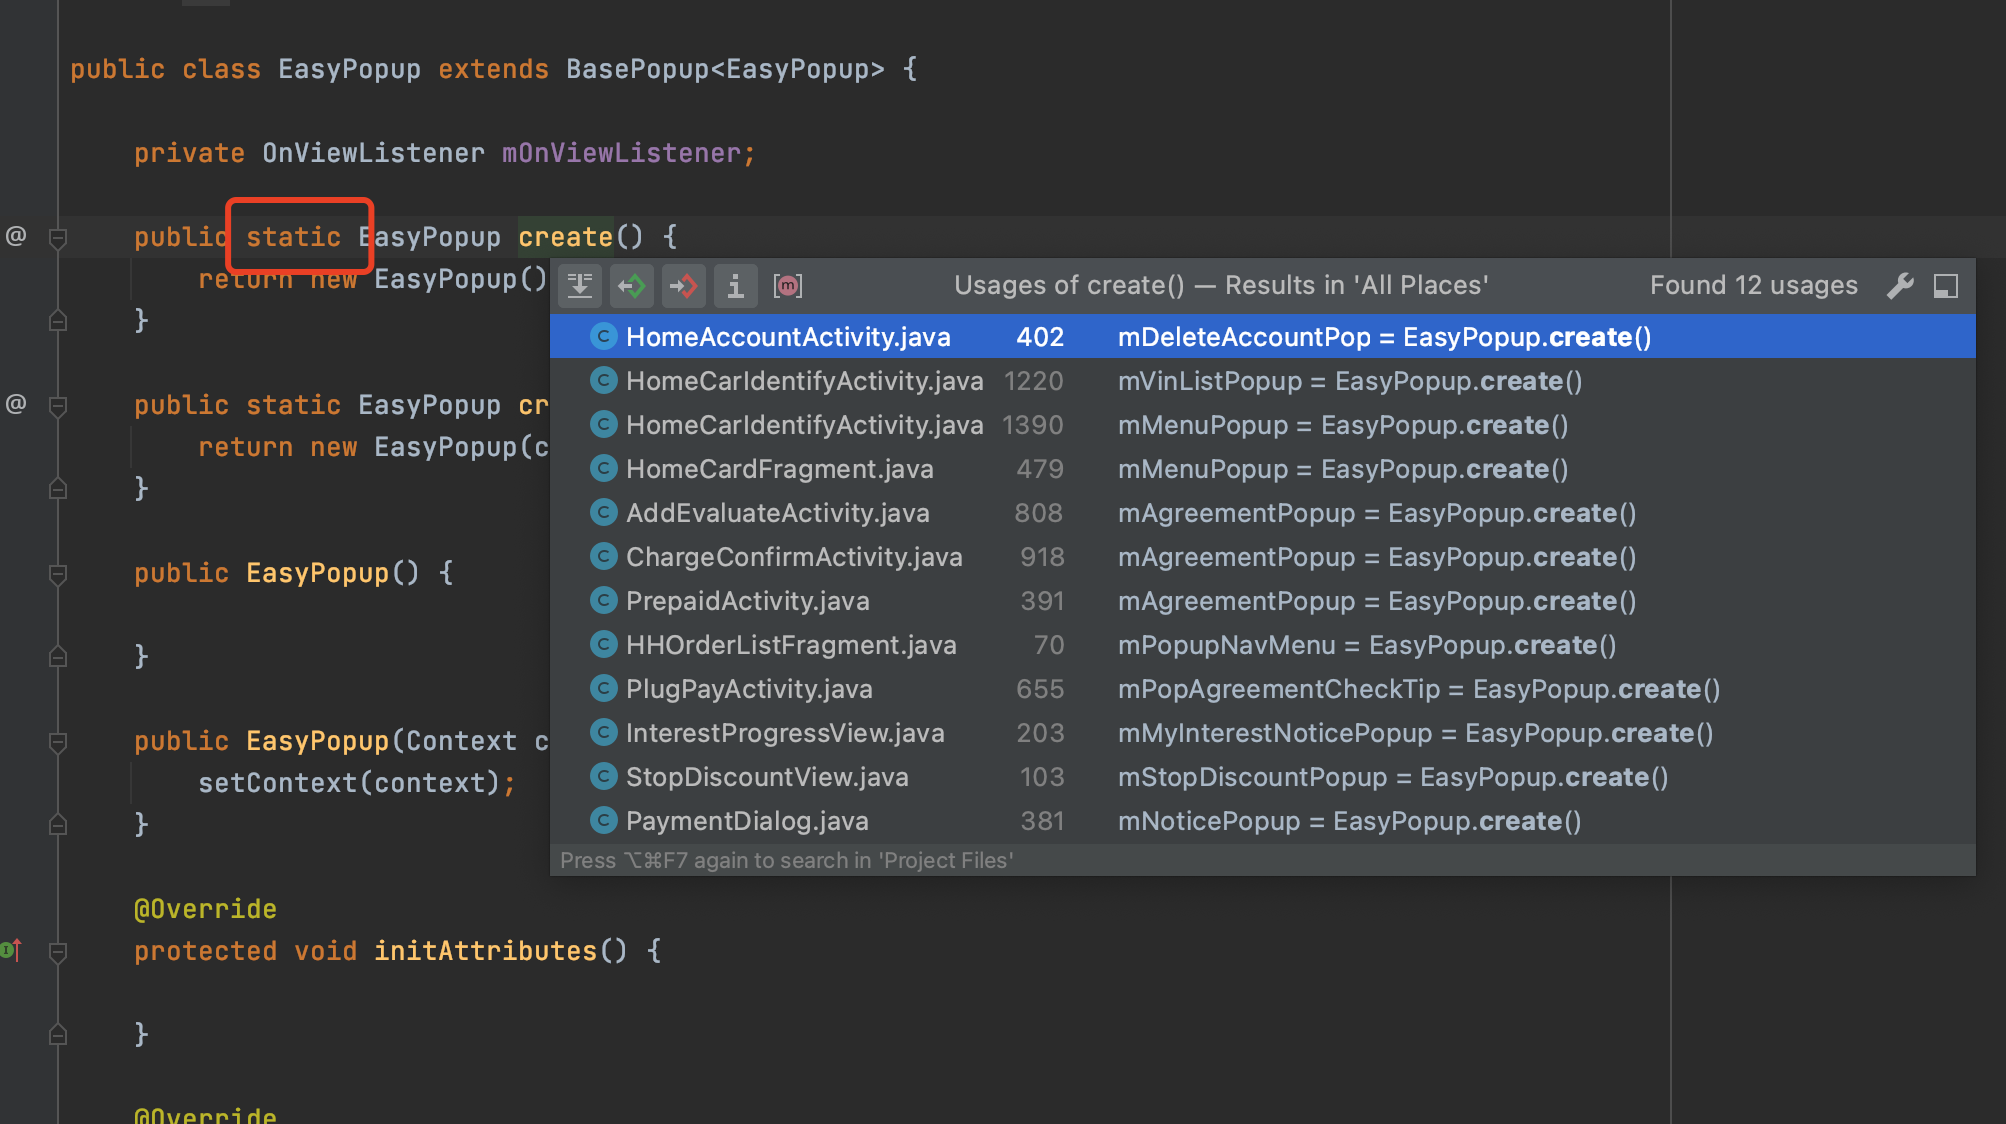 public class EasyPopup extends BasePopup<EasyPopup> {
private OnViewListener mOnViewListener;
public static EasyPopup create() {
return new EasyPopup()
}
public static EasyPopup cr
return new EasyPopup(c
}
public EasyPopup() {
}
public EasyPopup(Context c
setContext(context);
}
@Override
protected void initAttributes() {
}
@Override
Usages of create() — Results in 'All Places' Found 12 usages
HomeAccountActivity.java 402 mDeleteAccountPop = EasyPopup.create()
HomeCarIdentifyActivity.java 1220 mVinListPopup = EasyPopup.create()
HomeCarIdentifyActivity.java 1390 mMenuPopup = EasyPopup.create()
HomeCardFragment.java 479 mMenuPopup = EasyPopup.create()
AddEvaluateActivity.java 808 mAgreementPopup = EasyPopup.create()
ChargeConfirmActivity.java 918 mAgreementPopup = EasyPopup.create()
PrepaidActivity.java 391 mAgreementPopup = EasyPopup.create()
HHOrderListFragment.java 70 mPopupNavMenu = EasyPopup.create()
PlugPayActivity.java 655 mPopAgreementCheckTip = EasyPopup.create()
InterestProgressView.java 203 mMyInterestNoticePopup = EasyPopup.create()
StopDiscountView.java 103 mStopDiscountPopup = EasyPopup.create()
PaymentDialog.java 381 mNoticePopup = EasyPopup.create()
Press ⌥⌘F7 again to search in 'Project Files'